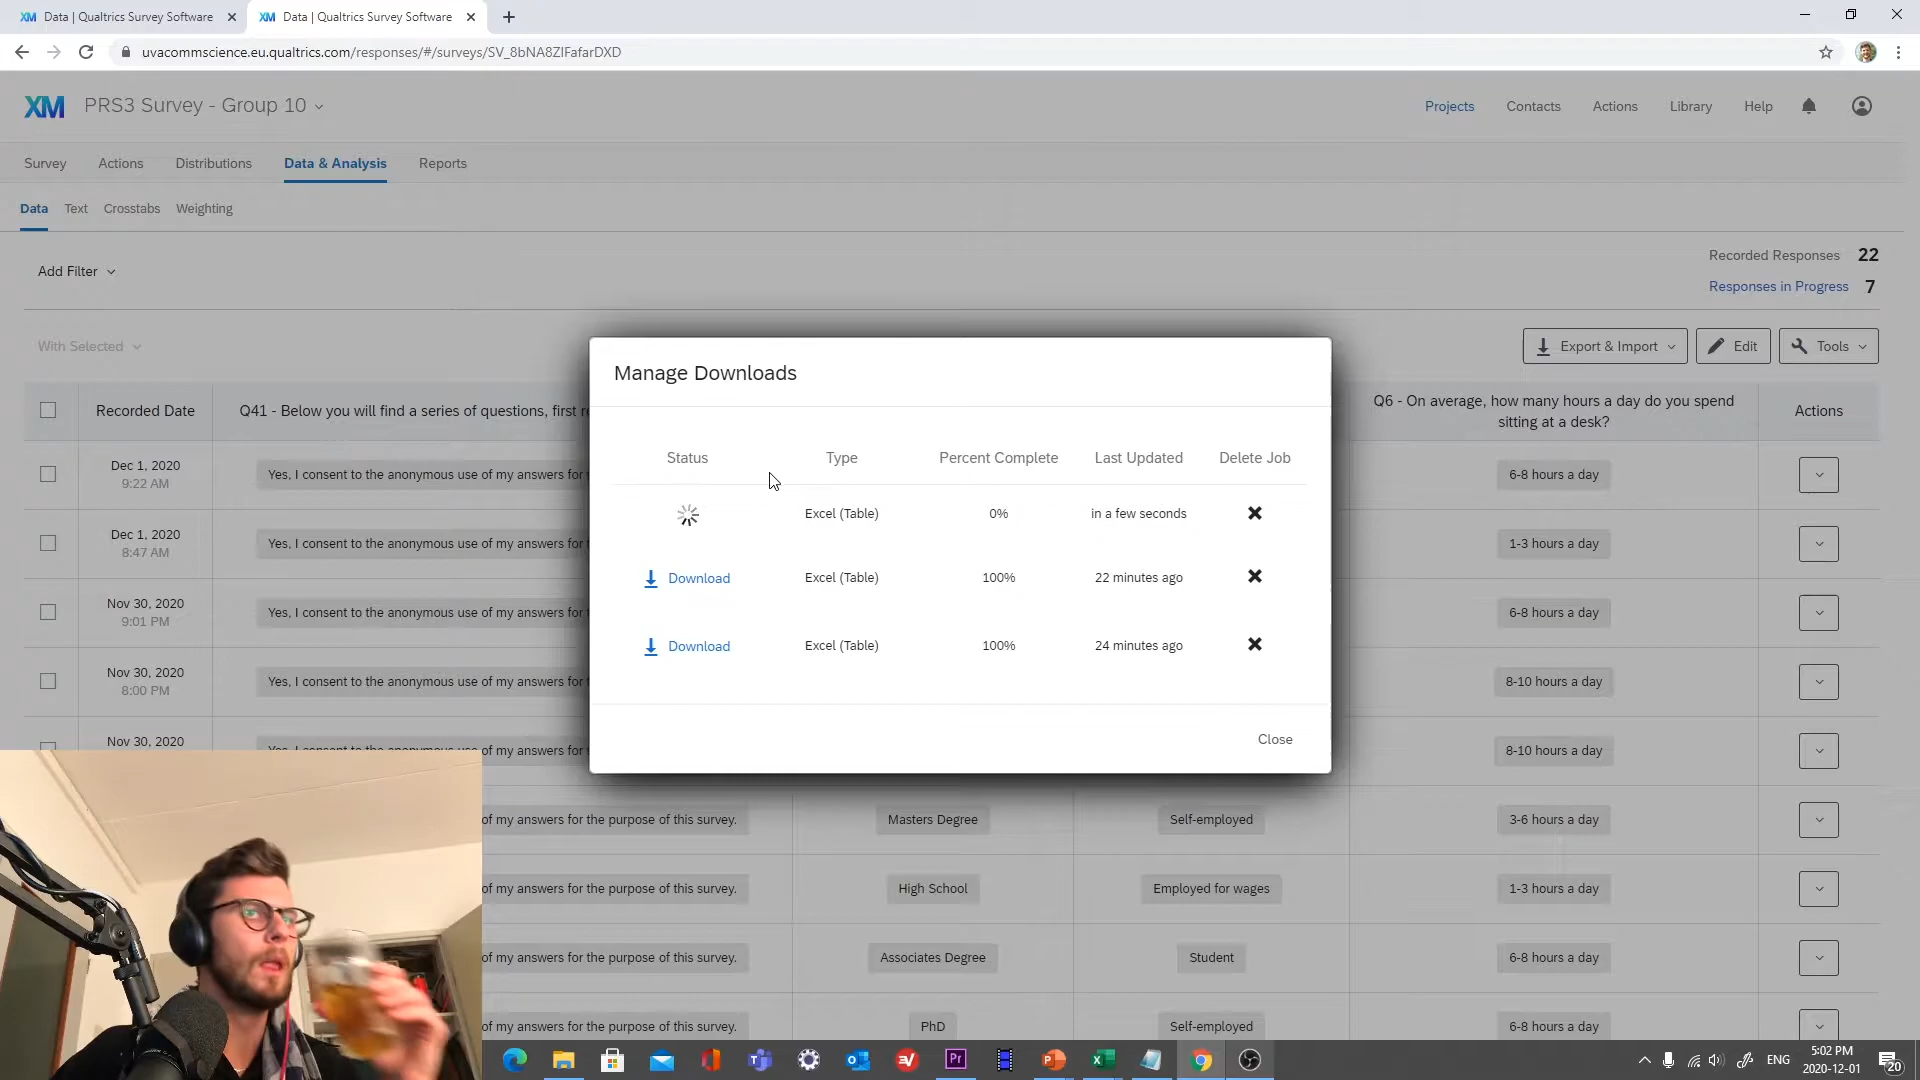 XM Data | Qualtrics Survey Software
XM Data | Qualtrics Survey Software
uvacommscience.eu.qualtrics.com/responses/#/surveys/SV_8bNA8ZIFafarDXD
XM PRS3 Survey - Group 10
Projects Contacts Actions Library Help
Survey Actions Distributions Data & Analysis Reports
Data Text Crosstabs Weighting
Add Filter
Recorded Responses 22
Responses in Progress 7
With Selected
Export & Import Edit Tools
Recorded Date
Q41 - Below you will find a series of questions, first
Q6 - On average, how many hours a day do you spend
sitting at a desk?
Actions
Manage Downloads
Status Type Percent Complete Last Updated Delete Job
Excel (Table) 0% in a few seconds
Download Excel (Table) 100% 22 minutes ago
Download Excel (Table) 100% 24 minutes ago
Close
Dec 1, 2020
9:22 AM
Yes, I consent to the anonymous use of my answers for
6-8 hours a day
Dec 1, 2020
8:47 AM
Yes, I consent to the anonymous use of my answers for
1-3 hours a day
Nov 30, 2020
9:01 PM
Yes, I consent to the anonymous use of my answers for
6-8 hours a day
Nov 30, 2020
8:00 PM
Yes, I consent to the anonymous use of my answers for
8-10 hours a day
Nov 30, 2020
Yes, I consent to the anonymous use of my answers for
8-10 hours a day
of my answers for the purpose of this survey. Masters Degree Self-employed 3-6 hours a day
of my answers for the purpose of this survey. High School Employed for wages 1-3 hours a day
of my answers for the purpose of this survey. Associates Degree Student 6-8 hours a day
of my answers for the purpose of this survey. PhD Self-employed 6-8 hours a day
Pr
ENG
5:02 PM
2020-12-01
20